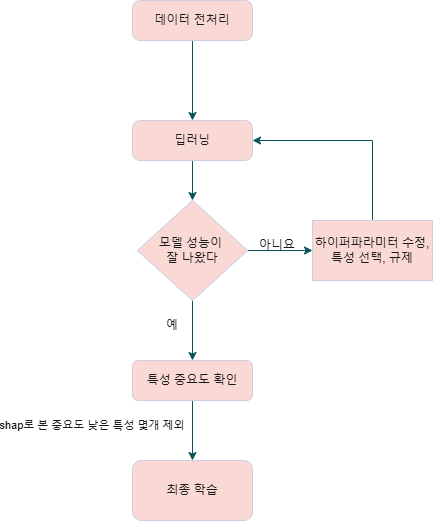 데이터 전처리
딥러닝
모델 성능이
잘 나왔다
아니요
하이퍼파라미터 수정,
특성 선택, 규제
예
특성 중요도 확인
shap로 본 중요도 낮은 특성 몇개 제외
최종 학습